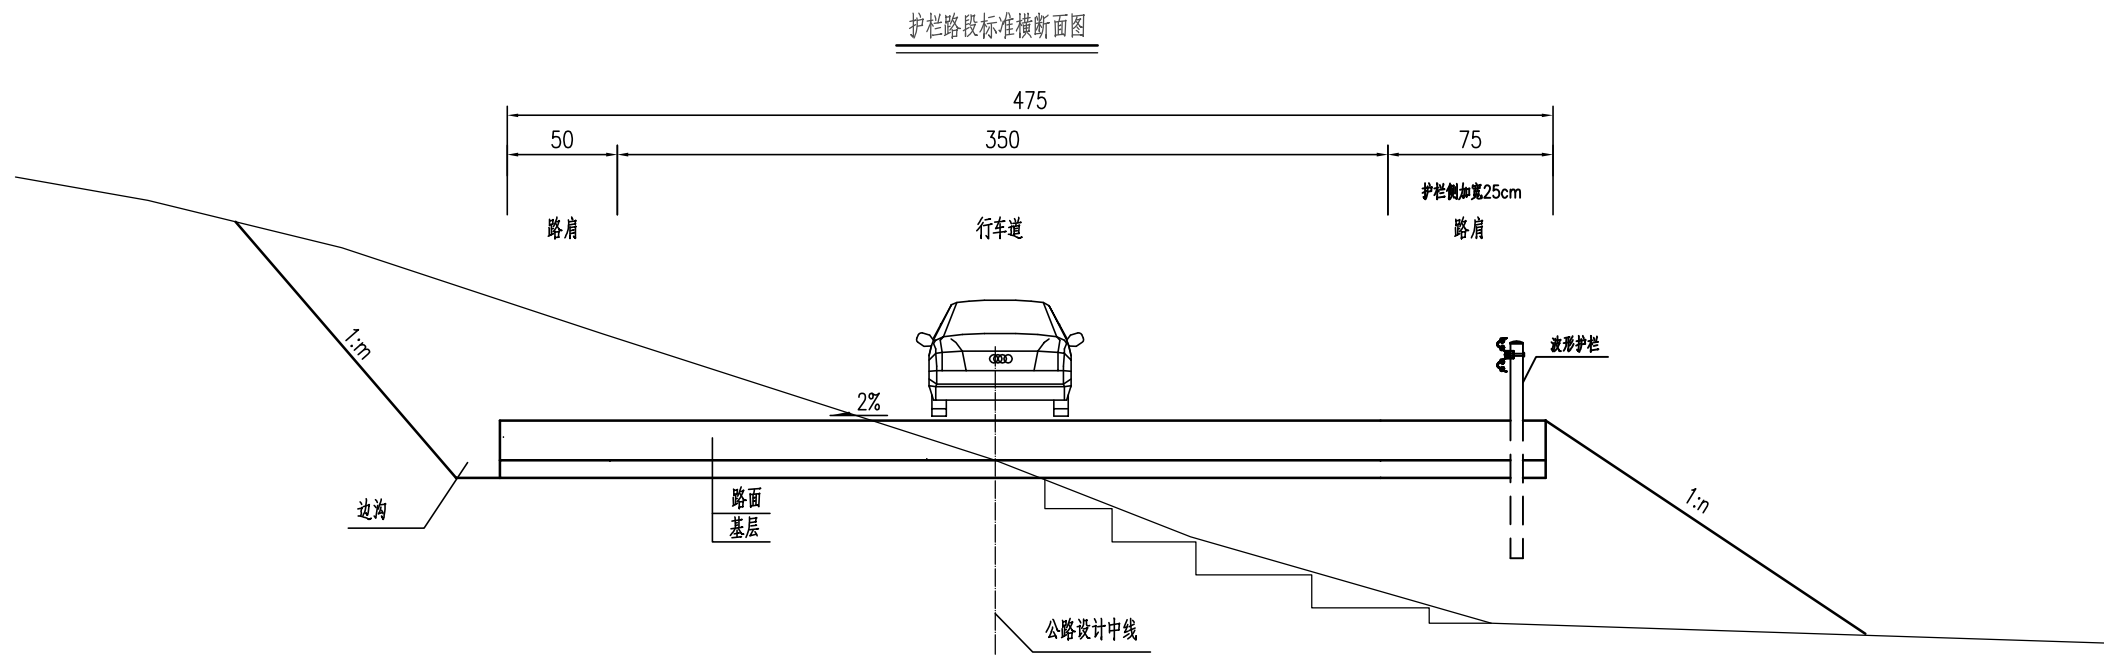 护栏路段标准横断面图
475
50
350
75
护栏侧加宽25cm
路肩
行车道
路肩
1:m
波形护栏
2%
边沟
路面
基层
1:n
公路设计中线